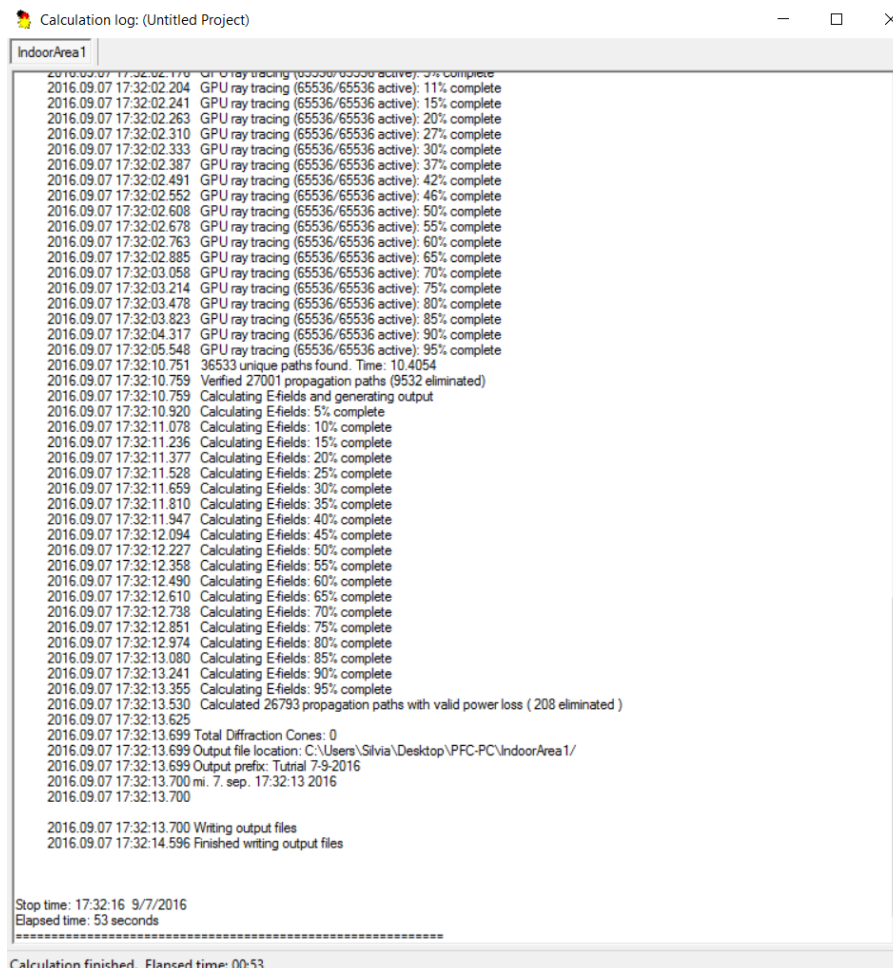 Calculation log: (Untitled Project)
IndoorArea1
2016.09.07 17:32:02.176 GPU ray tracing (65536/65536 active): 5% complete
2016.09.07 17:32:02.204 GPU ray tracing (65536/65536 active): 11% complete
2016.09.07 17:32:02.241 GPU ray tracing (65536/65536 active): 15% complete
2016.09.07 17:32:02.263 GPU ray tracing (65536/65536 active): 20% complete
2016.09.07 17:32:02.310 GPU ray tracing (65536/65536 active): 27% complete
2016.09.07 17:32:02.333 GPU ray tracing (65536/65536 active): 30% complete
2016.09.07 17:32:02.387 GPU ray tracing (65536/65536 active): 37% complete
2016.09.07 17:32:02.491 GPU ray tracing (65536/65536 active): 42% complete
2016.09.07 17:32:02.552 GPU ray tracing (65536/65536 active): 46% complete
2016.09.07 17:32:02.608 GPU ray tracing (65536/65536 active): 50% complete
2016.09.07 17:32:02.678 GPU ray tracing (65536/65536 active): 55% complete
2016.09.07 17:32:02.763 GPU ray tracing (65536/65536 active): 60% complete
2016.09.07 17:32:02.885 GPU ray tracing (65536/65536 active): 65% complete
2016.09.07 17:32:03.058 GPU ray tracing (65536/65536 active): 70% complete
2016.09.07 17:32:03.214 GPU ray tracing (65536/65536 active): 75% complete
2016.09.07 17:32:03.478 GPU ray tracing (65536/65536 active): 80% complete
2016.09.07 17:32:03.823 GPU ray tracing (65536/65536 active): 85% complete
2016.09.07 17:32:04.317 GPU ray tracing (65536/65536 active): 90% complete
2016.09.07 17:32:05.548 GPU ray tracing (65536/65536 active): 95% complete
2016.09.07 17:32:10.751 36533 unique paths found. Time: 10.4054
2016.09.07 17:32:10.759 Verified 27001 propagation paths (9532 eliminated)
2016.09.07 17:32:10.759 Calculating E-fields and generating output
2016.09.07 17:32:10.920 Calculating E-fields: 5% complete
2016.09.07 17:32:11.078 Calculating E-fields: 10% complete
2016.09.07 17:32:11.236 Calculating E-fields: 15% complete
2016.09.07 17:32:11.377 Calculating E-fields: 20% complete
2016.09.07 17:32:11.528 Calculating E-fields: 25% complete
2016.09.07 17:32:11.659 Calculating E-fields: 30% complete
2016.09.07 17:32:11.810 Calculating E-fields: 35% complete
2016.09.07 17:32:11.947 Calculating E-fields: 40% complete
2016.09.07 17:32:12.094 Calculating E-fields: 45% complete
2016.09.07 17:32:12.227 Calculating E-fields: 50% complete
2016.09.07 17:32:12.358 Calculating E-fields: 55% complete
2016.09.07 17:32:12.490 Calculating E-fields: 60% complete
2016.09.07 17:32:12.610 Calculating E-fields: 65% complete
2016.09.07 17:32:12.738 Calculating E-fields: 70% complete
2016.09.07 17:32:12.851 Calculating E-fields: 75% complete
2016.09.07 17:32:12.974 Calculating E-fields: 80% complete
2016.09.07 17:32:13.080 Calculating E-fields: 85% complete
2016.09.07 17:32:13.241 Calculating E-fields: 90% complete
2016.09.07 17:32:13.355 Calculating E-fields: 95% complete
2016.09.07 17:32:13.530 Calculated 26793 propagation paths with valid power loss ( 208 eliminated )
2016.09.07 17:32:13.625
2016.09.07 17:32:13.699 Total Diffraction Cones: 0
2016.09.07 17:32:13.699 Output file location: C:\Users\Silvia\Desktop\PFC-PC\IndoorArea1/
2016.09.07 17:32:13.699 Output prefix: Tutrial 7-9-2016
2016.09.07 17:32:13.700 mi. 7. sep. 17:32:13 2016
2016.09.07 17:32:13.700
2016.09.07 17:32:13.700 Writing output files
2016.09.07 17:32:14.596 Finished writing output files
Stop time: 17:32:16 9/7/2016
Elapsed time: 53 seconds
============================================================
Calculation finished. Elapsed time: 00:53